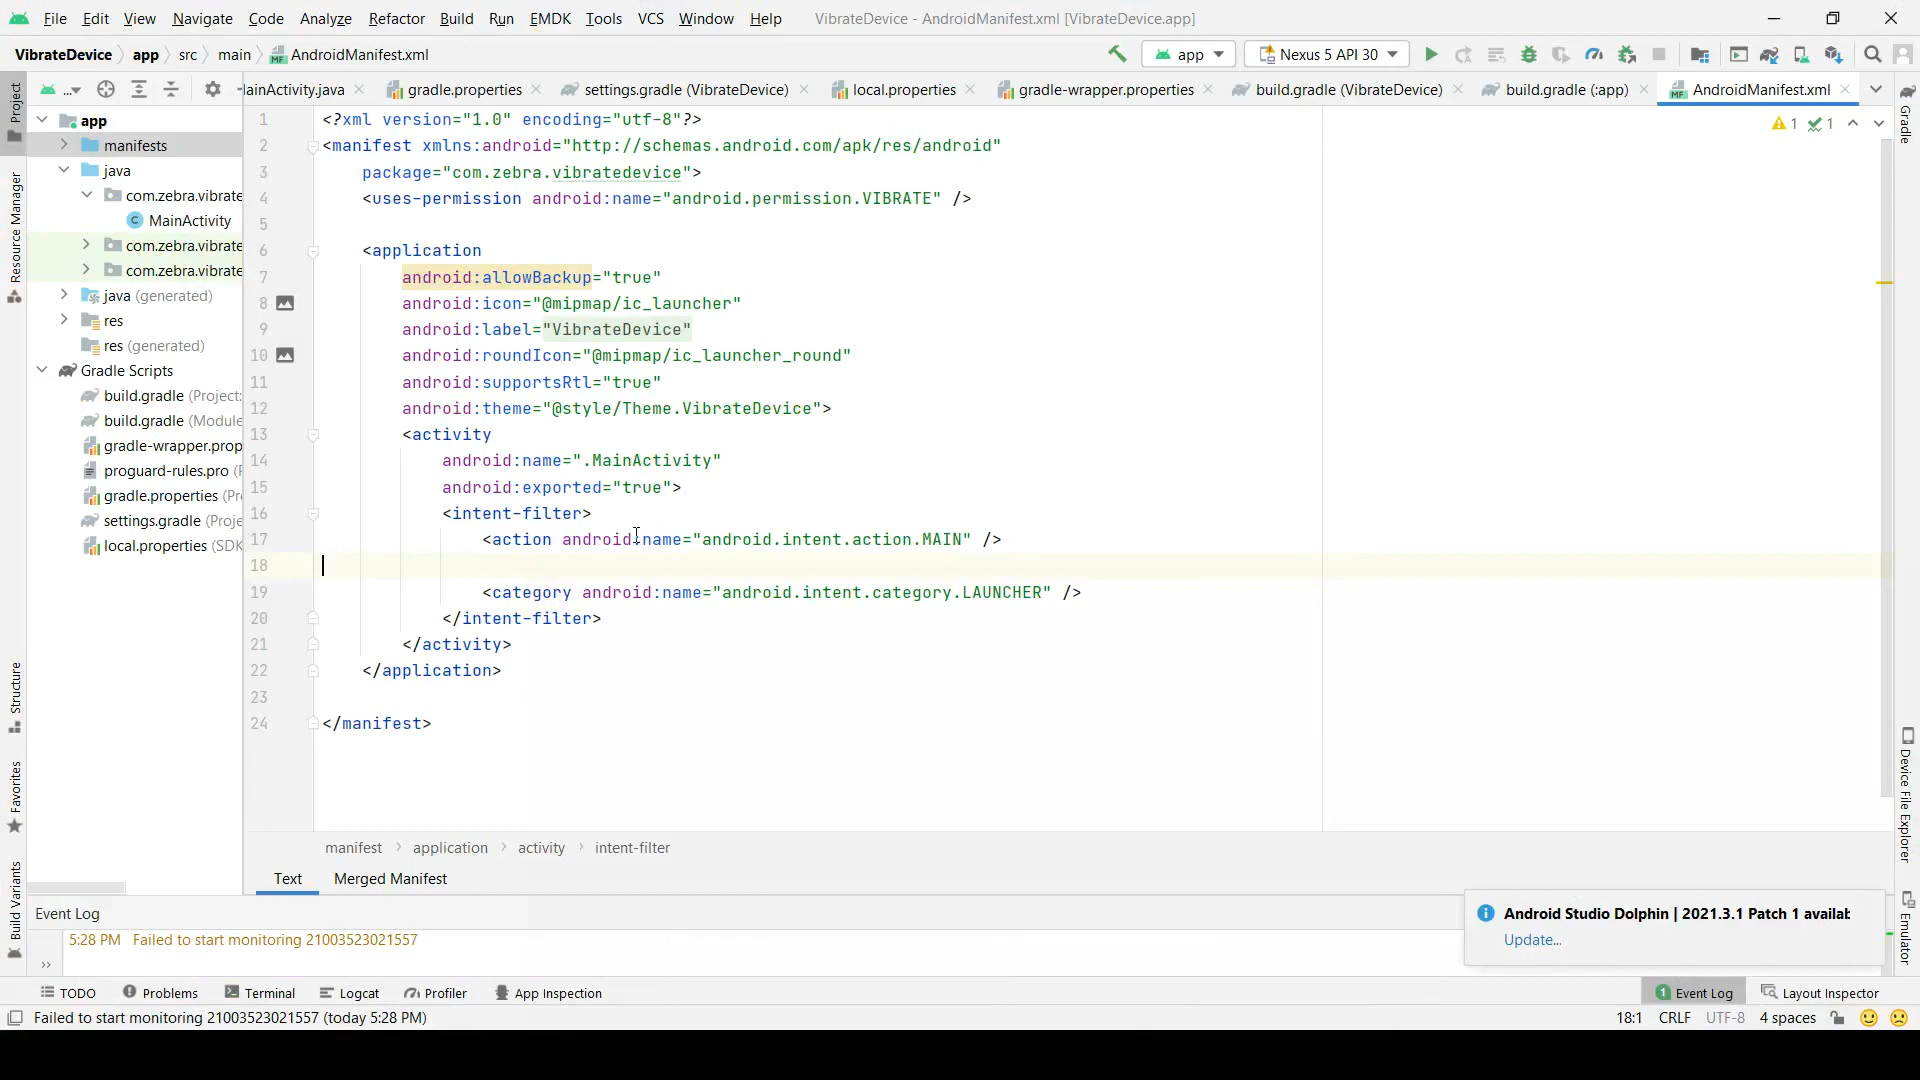 File Edit View Navigate Code Analyze Refactor Build Run EMDK Tools VCS Window Help VibrateDevice - AndroidManifest.xml [VibrateDevice.app]
VibrateDevice app src main AndroidManifest.xml app Nexus 5 API 30
... ainActivity.java gradle.properties settings.gradle (VibrateDevice) local.properties gradle-wrapper.properties build.gradle (VibrateDevice) build.gradle (:app) AndroidManifest.xml
Project
Resource Manager
Structure
Favorites
Build Variants
app
manifests
java
com.zebra.vibrate
MainActivity
com.zebra.vibrate
com.zebra.vibrate
java (generated)
res
res (generated)
Gradle Scripts
build.gradle (Project:
build.gradle (Module
gradle-wrapper.prop
proguard-rules.pro (P
gradle.properties (Pr
settings.gradle (Proje
local.properties (SDK
1 <?xml version="1.0" encoding="utf-8"?>
2 <manifest xmlns:android="http://schemas.android.com/apk/res/android"
3 package="com.zebra.vibratedevice">
4 <uses-permission android:name="android.permission.VIBRATE" />
5
6 <application
7 android:allowBackup="true"
8 android:icon="@mipmap/ic_launcher"
9 android:label="VibrateDevice"
10 android:roundIcon="@mipmap/ic_launcher_round"
11 android:supportsRtl="true"
12 android:theme="@style/Theme.VibrateDevice">
13 <activity
14 android:name=".MainActivity"
15 android:exported="true">
16 <intent-filter>
17 <action android:name="android.intent.action.MAIN" />
18
19 <category android:name="android.intent.category.LAUNCHER" />
20 </intent-filter>
21 </activity>
22 </application>
23
24 </manifest>
1 1
Gradle
Device File Explorer
Emulator
manifest application activity intent-filter
Text Merged Manifest
Event Log
5:28 PM Failed to start monitoring 21003523021557
Android Studio Dolphin | 2021.3.1 Patch 1 availab
Update...
TODO Problems Terminal Logcat Profiler App Inspection 1 Event Log Layout Inspector
Failed to start monitoring 21003523021557 (today 5:28 PM) 18:1 CRLF UTF-8 4 spaces